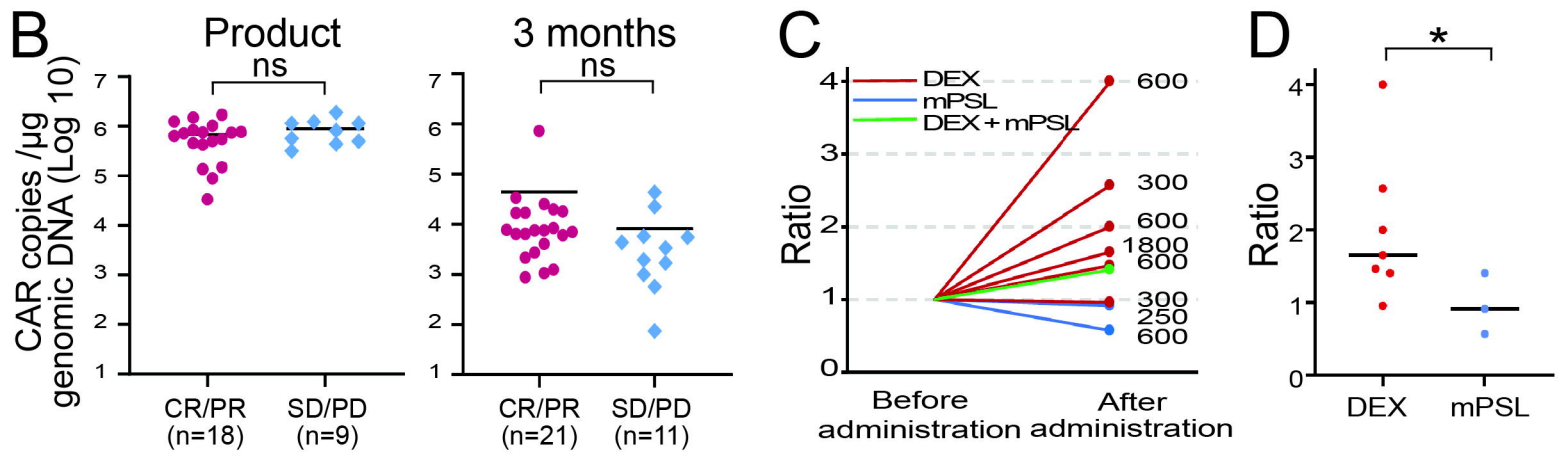 B
Product
ns
7
6
5
4
3
2
1
CAR copies /µg
genomic DNA (Log 10)
CR/PR
(n=18)
SD/PD
(n=9)
3 months
ns
7
6
5
4
3
2
1
CR/PR
(n=21)
SD/PD
(n=11)
C
Ratio
4
3
2
1
0
DEX
mPSL
DEX + mPSL
600
300
600
1800
600
300
250
600
Before
administration
After
administration
D
*
Ratio
4
3
2
1
0
DEX
mPSL